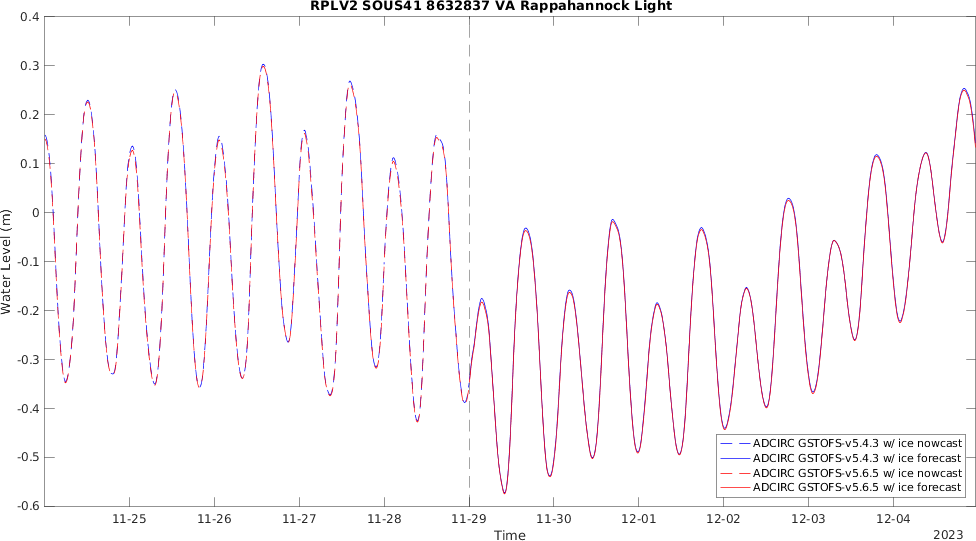 RPLV2 SOUS41 8632837 VA Rappahannock Light
0.4
0.3
0.2
0.1
0
-0.1
-0.2
-0.3
-0.4
-0.5
-0.6
Water Level (m)
ADCIRC GSTOFS-v5.4.3 w/ ice nowcast
ADCIRC GSTOFS-v5.4.3 w/ ice forecast
ADCIRC GSTOFS-v5.6.5 w/ ice nowcast
ADCIRC GSTOFS-v5.6.5 w/ ice forecast
11-25 11-26 11-27 11-28 11-29 11-30 12-01 12-02 12-03 12-04
Time
2023